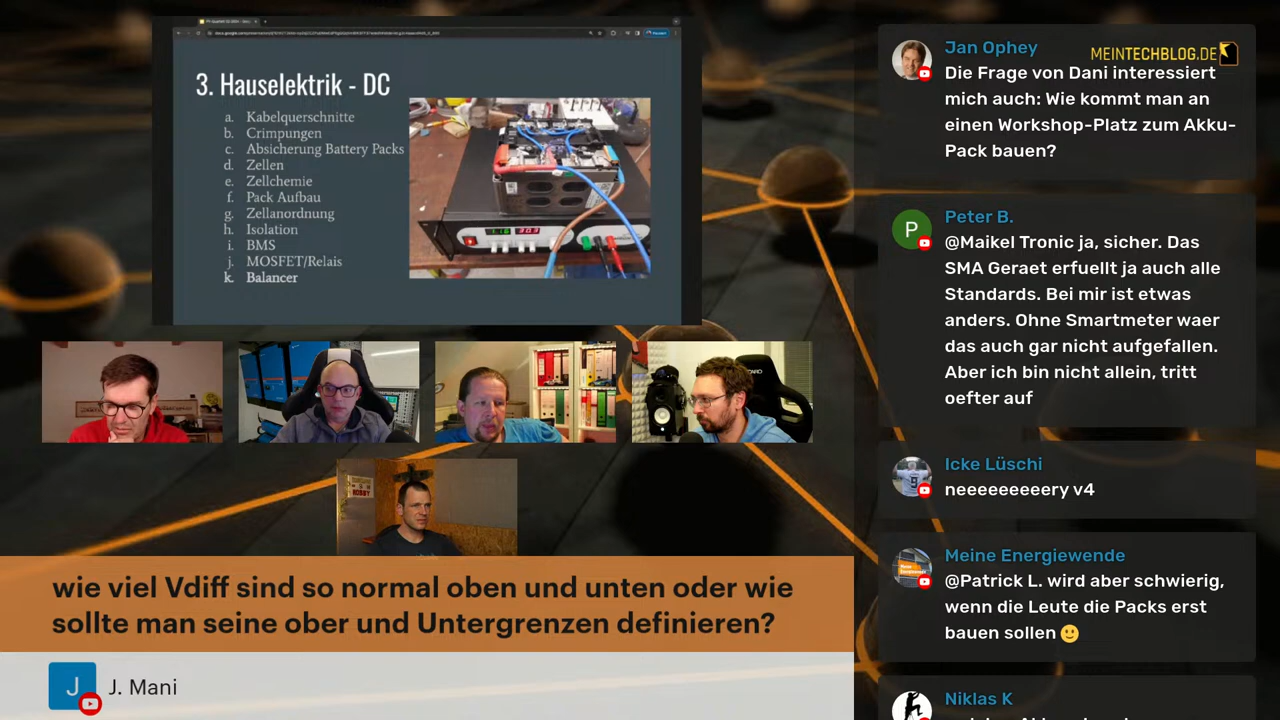 3. Hauselektrik - DC
a. Kabelquerschnitte
b. Crimpungen
c. Absicherung Battery Packs
d. Zellen
e. Zellchemie
f. Pack Aufbau
g. Zellanordnung
h. Isolation
i. BMS
j. MOSFET/Relais
k. Balancer
wie viel Vdiff sind so normal oben und unten oder wie
sollte man seine ober und Untergrenzen definieren?
J
J. Mani
MEINTECHBLOG.DE
Jan Ophey
Die Frage von Dani interessiert
mich auch: Wie kommt man an
einen Workshop-Platz zum Akku-
Pack bauen?
P
Peter B.
@Maikel Tronic ja, sicher. Das
SMA Geraet erfuellt ja auch alle
Standards. Bei mir ist etwas
anders. Ohne Smartmeter waer
das auch gar nicht aufgefallen.
Aber ich bin nicht allein, tritt
oefter auf
Icke Lüschi
neeeeeeeeery v4
Meine Energiewende
@Patrick L. wird aber schwierig,
wenn die Leute die Packs erst
bauen sollen 🙂
Niklas K